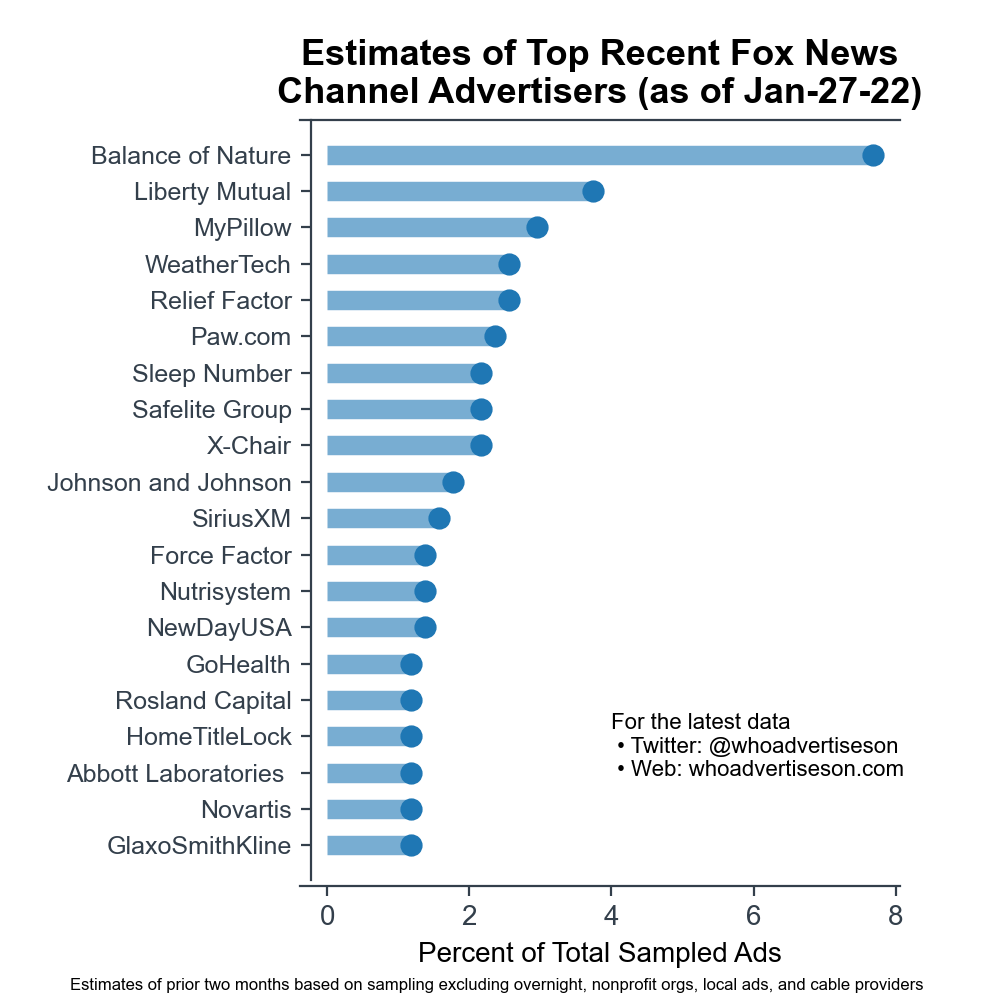 Estimates of Top Recent Fox News
Channel Advertisers (as of Jan-27-22)
Balance of Nature
Liberty Mutual
MyPillow
WeatherTech
Relief Factor
Paw.com
Sleep Number
Safelite Group
X-Chair
Johnson and Johnson
SiriusXM
Force Factor
Nutrisystem
NewDayUSA
GoHealth
Rosland Capital
HomeTitleLock
Abbott Laboratories
Novartis
GlaxoSmithKline
For the latest data
• Twitter: @whoadvertiseson
• Web: whoadvertiseson.com
0 2 4 6 8
Percent of Total Sampled Ads
Estimates of prior two months based on sampling excluding overnight, nonprofit orgs, local ads, and cable providers